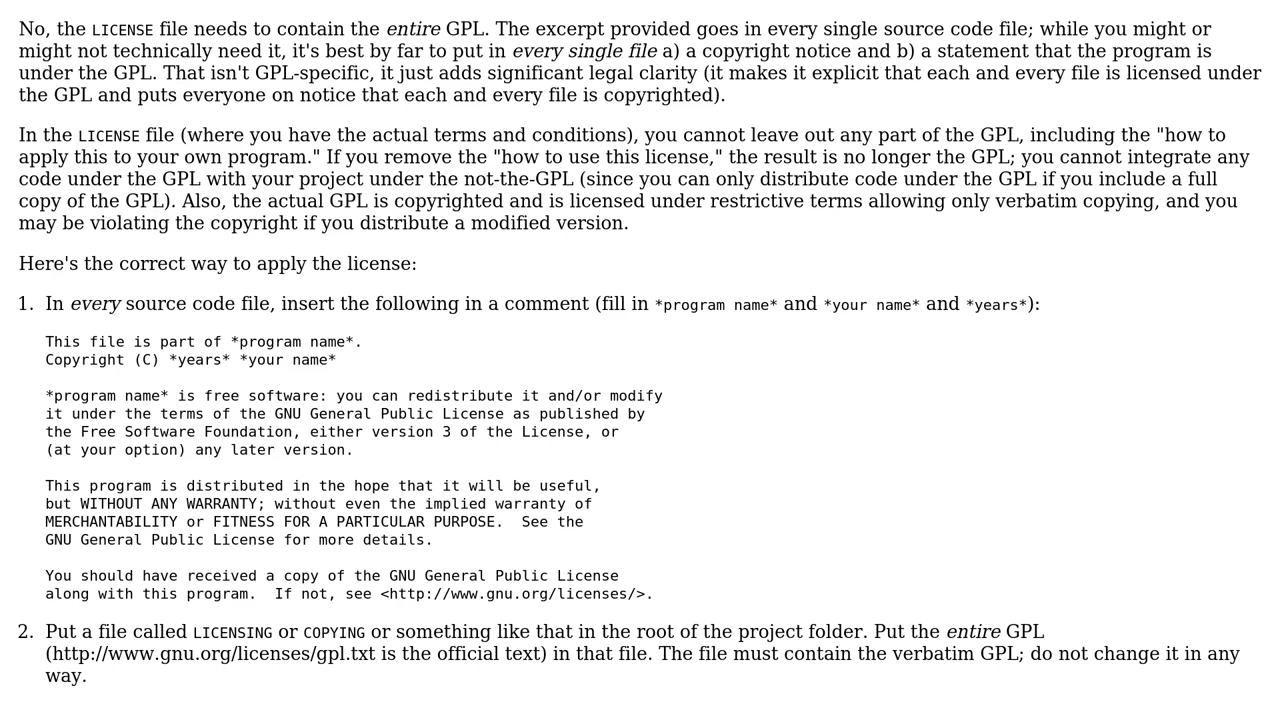 No, the LICENSE file needs to contain the entire GPL. The excerpt provided goes in every single source code file; while you might or
might not technically need it, it's best by far to put in every single file a) a copyright notice and b) a statement that the program is
under the GPL. That isn't GPL-specific, it just adds significant legal clarity (it makes it explicit that each and every file is licensed under
the GPL and puts everyone on notice that each and every file is copyrighted).
In the LICENSE file (where you have the actual terms and conditions), you cannot leave out any part of the GPL, including the "how to
apply this to your own program." If you remove the "how to use this license," the result is no longer the GPL; you cannot integrate any
code under the GPL with your project under the not-the-GPL (since you can only distribute code under the GPL if you include a full
copy of the GPL). Also, the actual GPL is copyrighted and is licensed under restrictive terms allowing only verbatim copying, and you
may be violating the copyright if you distribute a modified version.
Here's the correct way to apply the license:
1. In every source code file, insert the following in a comment (fill in *program name* and *your name* and *years*):
This file is part of *program name*.
Copyright (C) *years* *your name*
*program name* is free software: you can redistribute it and/or modify
it under the terms of the GNU General Public License as published by
the Free Software Foundation, either version 3 of the License, or
(at your option) any later version.
This program is distributed in the hope that it will be useful,
but WITHOUT ANY WARRANTY; without even the implied warranty of
MERCHANTABILITY or FITNESS FOR A PARTICULAR PURPOSE.  See the
GNU General Public License for more details.
You should have received a copy of the GNU General Public License
along with this program.  If not, see <http://www.gnu.org/licenses/>.
2. Put a file called LICENSING or COPYING or something like that in the root of the project folder. Put the entire GPL
(http://www.gnu.org/licenses/gpl.txt is the official text) in that file. The file must contain the verbatim GPL; do not change it in any
way.